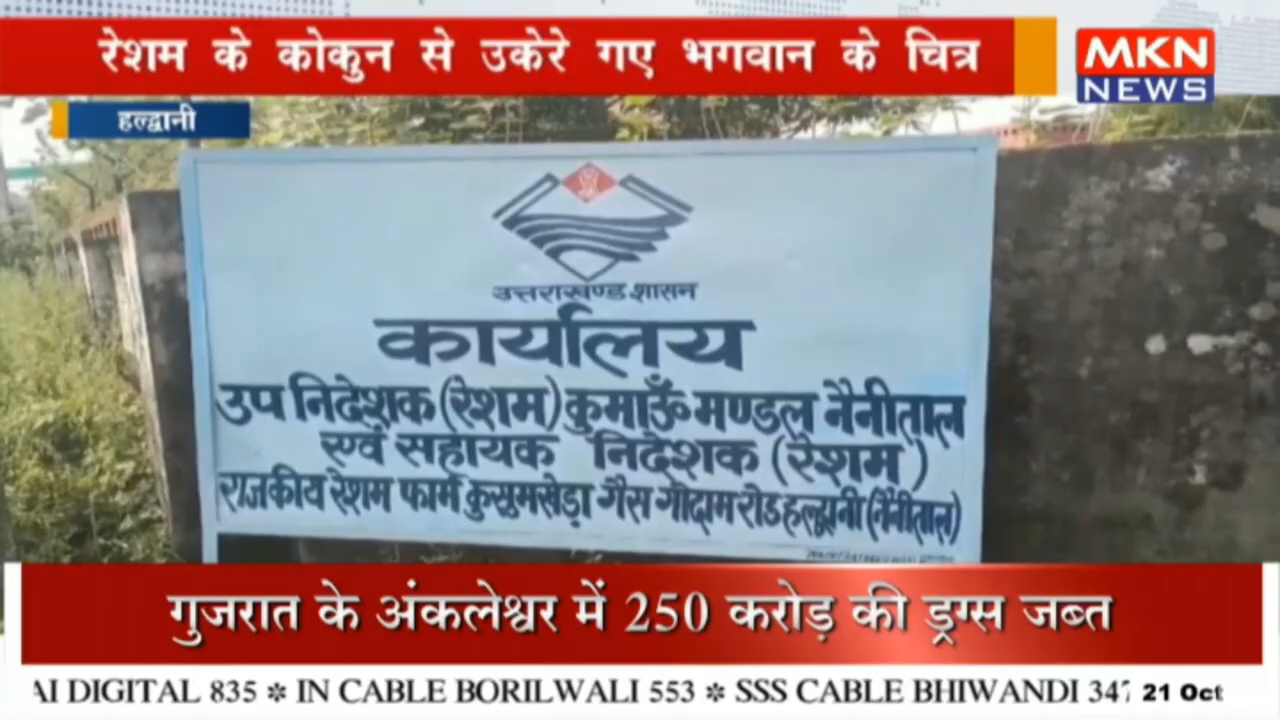 रेशम के कोकुन से उकेरे गए भगवान के चित्र
MKN
NEWS
हल्द्वानी
उत्तराखण्ड शासन
कार्यालय
उप निदेशक (रेशम) कुमाऊँ मण्डल नैनीताल
एवं सहायक निदेशक (रेशम)
राजकीय रेशम फार्म कुसुमखेड़ा गैस गोदाम रोड हल्द्वानी (नैनीताल)
गुजरात के अंकलेश्वर में 250 करोड़ की ड्रग्स जब्त
AI DIGITAL 835 ❄ IN CABLE BORILWALI 553 ❄ SSS CABLE BHIWANDI 347
21 Oct